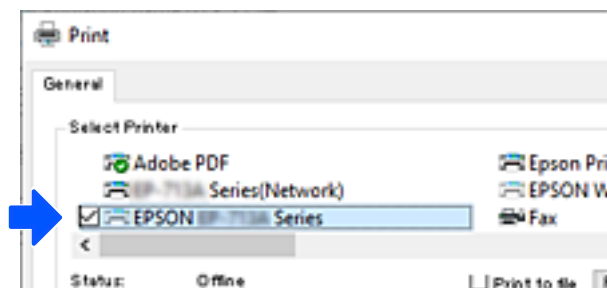 Print
General
Select Printer
Adobe PDF
Epson Pri
Series(Network)
EPSON W
EPSON Series
Fax
Status: Offline
Print to file